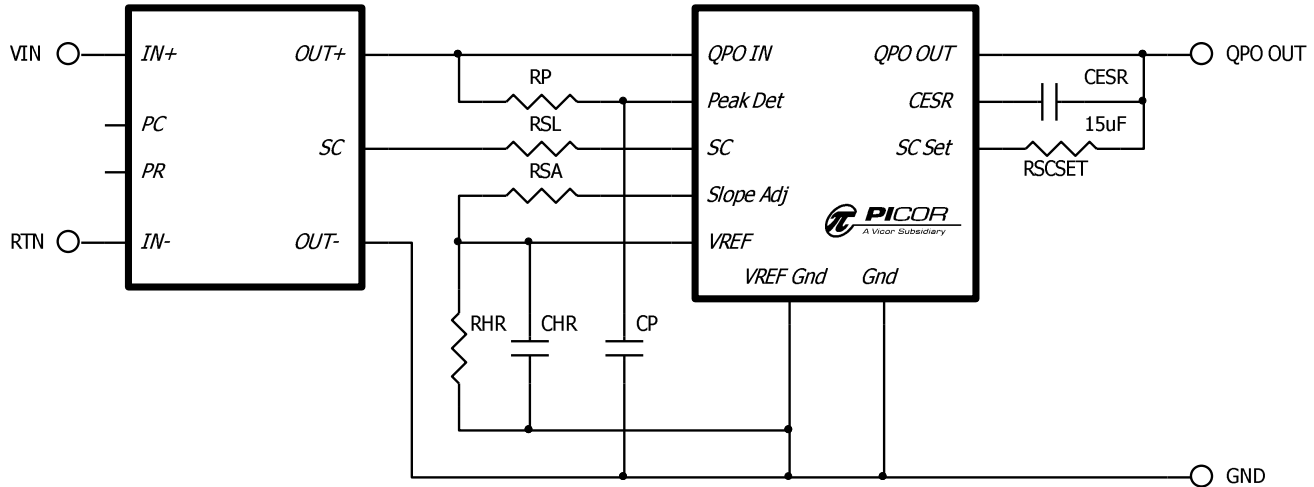 VIN
IN+
OUT+
QPO IN
QPO OUT
QPO OUT
RP
CESR
Peak Det
CESR
PC
RSL
15uF
SC
SC
SC Set
PR
RSA
RSCSET
Slope Adj
PICOR
A Vicor Subsidiary
RTN
IN-
OUT-
VREF
VREF Gnd
Gnd
RHR
CHR
CP
GND